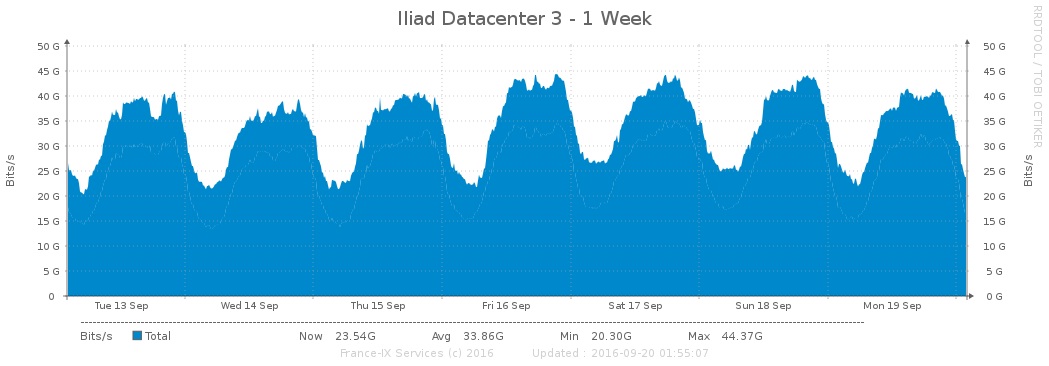 Iliad Datacenter 3 - 1 Week
RRDTOOL / TOBI OETIKER
Bits/s
50 G 50 G
45 G 45 G
40 G 40 G
35 G 35 G
30 G 30 G
25 G 25 G
20 G 20 G
15 G 15 G
10 G 10 G
5 G 5 G
0 0 G
Bits/s
Tue 13 Sep Wed 14 Sep Thu 15 Sep Fri 16 Sep Sat 17 Sep Sun 18 Sep Mon 19 Sep
Bits/s Total Now 23.54G Avg 33.86G Min 20.30G Max 44.37G
France-IX Services (c) 2016 Updated : 2016-09-20 01:55:07